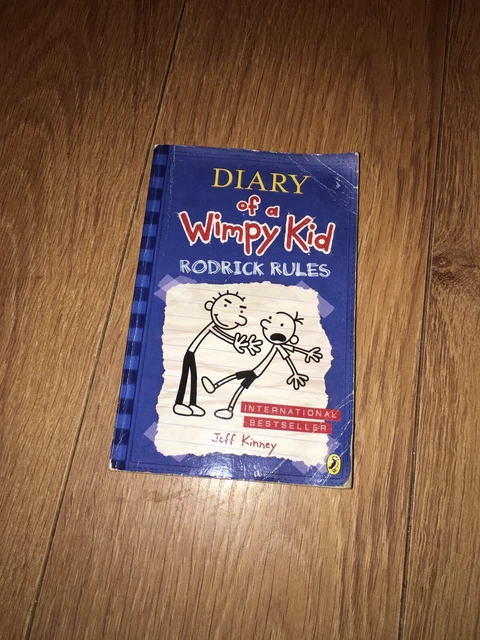 DIARY
of a
Wimpy Kid
RODRICK RULES
INTERNATIONAL
BESTSELLER
Jeff Kinney